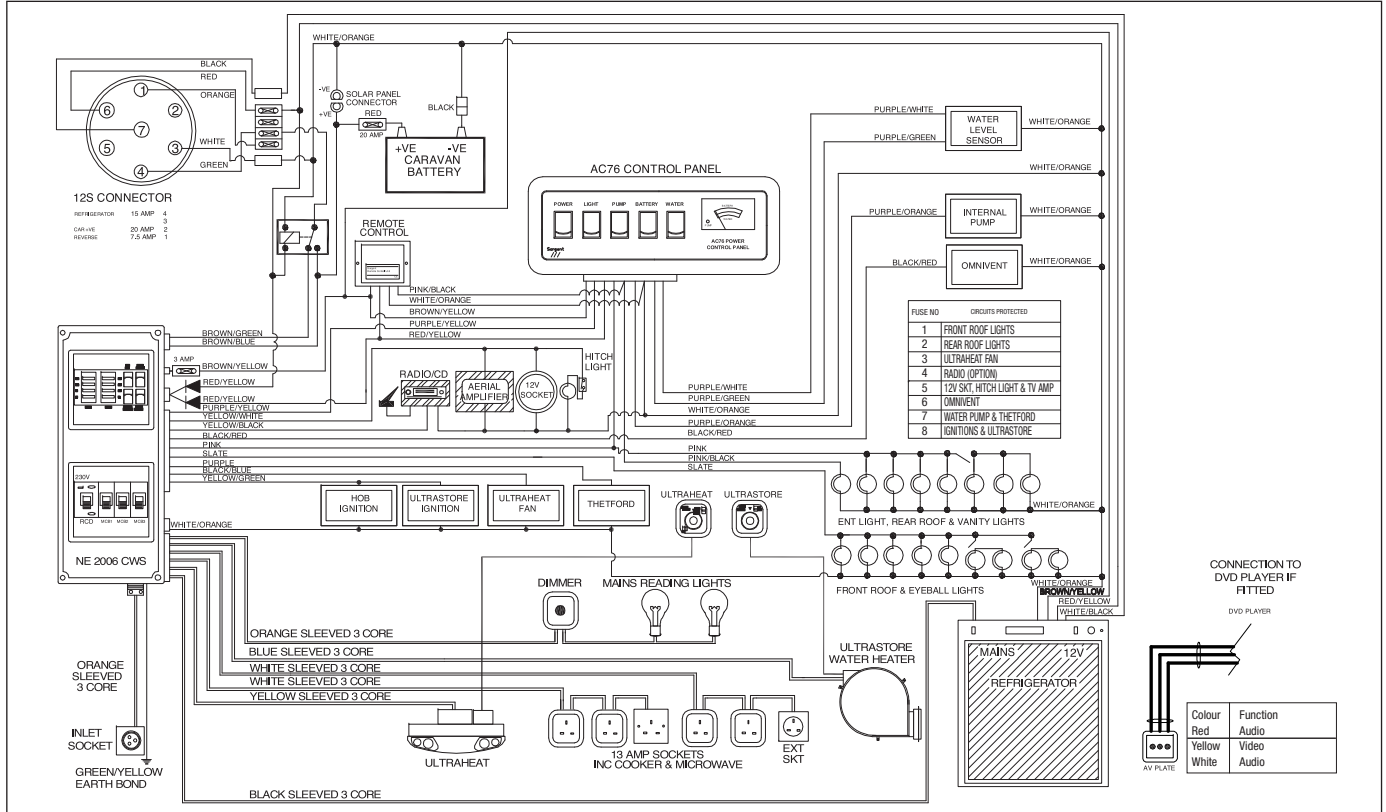 WHITE/ORANGE
BLACK
RED
ORANGE
WHITE
GREEN
1
2
3
4
5
6
7
12S CONNECTOR
REFRIGERATOR 15 AMP 4
3
CAR +VE 20 AMP 2
REVERSE 7.5 AMP 1
-VE
SOLAR PANEL
CONNECTOR
+VE
RED
20 AMP
BLACK
+VE -VE
CARAVAN
BATTERY
AC76 CONTROL PANEL
POWER LIGHT PUMP BATTERY WATER
Sargent
AC76 POWER
CONTROL PANEL
REMOTE
CONTROL
PINK/BLACK
WHITE/ORANGE
BROWN/YELLOW
PURPLE/YELLOW
RED/YELLOW
PURPLE/WHITE
PURPLE/GREEN
WATER
LEVEL
SENSOR
WHITE/ORANGE
WHITE/ORANGE
PURPLE/ORANGE
INTERNAL
PUMP
WHITE/ORANGE
BLACK/RED
OMNIVENT
WHITE/ORANGE
FUSE NO CIRCUITS PROTECTED
1 FRONT ROOF LIGHTS
2 REAR ROOF LIGHTS
3 ULTRAHEAT FAN
4 RADIO (OPTION)
5 12V SKT, HITCH LIGHT & TV AMP
6 OMNIVENT
7 WATER PUMP & THETFORD
8 IGNITIONS & ULTRASTORE
BROWN/GREEN
BROWN/BLUE
3 AMP
BROWN/YELLOW
RED/YELLOW
RED/YELLOW
PURPLE/YELLOW
YELLOW/WHITE
YELLOW/BLACK
BLACK/RED
PINK
SLATE
PURPLE
BLACK/BLUE
YELLOW/GREEN
WHITE/ORANGE
RADIO/CD
AERIAL
AMPLIFIER
12V
SOCKET
HITCH
LIGHT
PURPLE/WHITE
PURPLE/GREEN
WHITE/ORANGE
PURPLE/ORANGE
BLACK/RED
PINK
PINK/BLACK
SLATE
230V
RCD MCB1 MCB2 MCB3
NE 2006 CWS
HOB
IGNITION
ULTRASTORE
IGNITION
ULTRAHEAT
FAN
THETFORD
ULTRAHEAT
ULTRASTORE
WHITE/ORANGE
ENT LIGHT, REAR ROOF & VANITY LIGHTS
FRONT ROOF & EYEBALL LIGHTS
WHITE/ORANGE
BROWN/YELLOW
RED/YELLOW
WHITE/BLACK
DIMMER
MAINS READING LIGHTS
ORANGE SLEEVED 3 CORE
BLUE SLEEVED 3 CORE
WHITE SLEEVED 3 CORE
WHITE SLEEVED 3 CORE
YELLOW SLEEVED 3 CORE
ORANGE
SLEEVED
3 CORE
INLET
SOCKET
GREEN/YELLOW
EARTH BOND
BLACK SLEEVED 3 CORE
ULTRAHEAT
13 AMP SOCKETS
INC COOKER & MICROWAVE
EXT
SKT
ULTRASTORE
WATER HEATER
MAINS 12V
REFRIGERATOR
CONNECTION TO
DVD PLAYER IF
FITTED
DVD PLAYER
AV PLATE
Colour Function
Red Audio
Yellow Video
White Audio